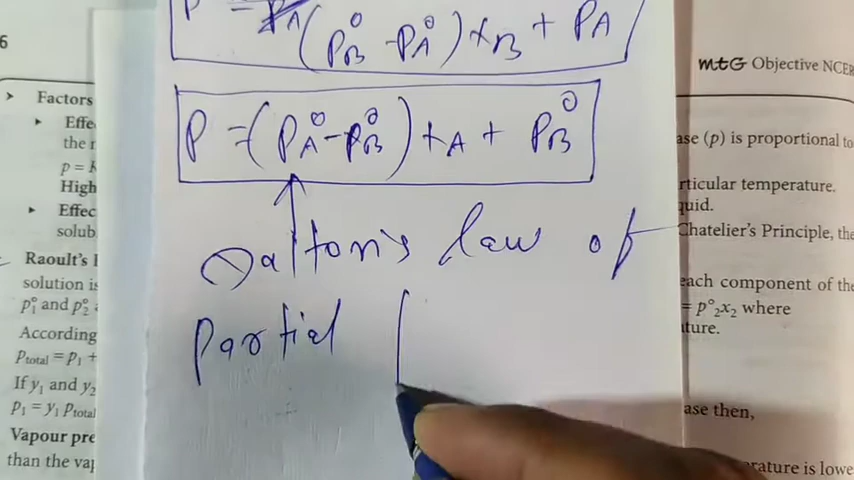 6
P = PA (P°B - P°A) xB + P°A
mtG Objective NCER
Factors
Effe
the r
p = K
High
Effec
solub
P = (P°A - P°B) xA + P°B
ase (p) is proportional to
rticular temperature.
quid.
Chatelier's Principle, the
Dalton's law of
Raoult's l
solution is
p°1 and p°2
According
Ptotal = p1 +
If y1 and y2
p1 = y1 Ptotal
Vapour pre
than the vap
partial
each component of the
= p°2x2 where
ture.
ase then,
rature is lowe